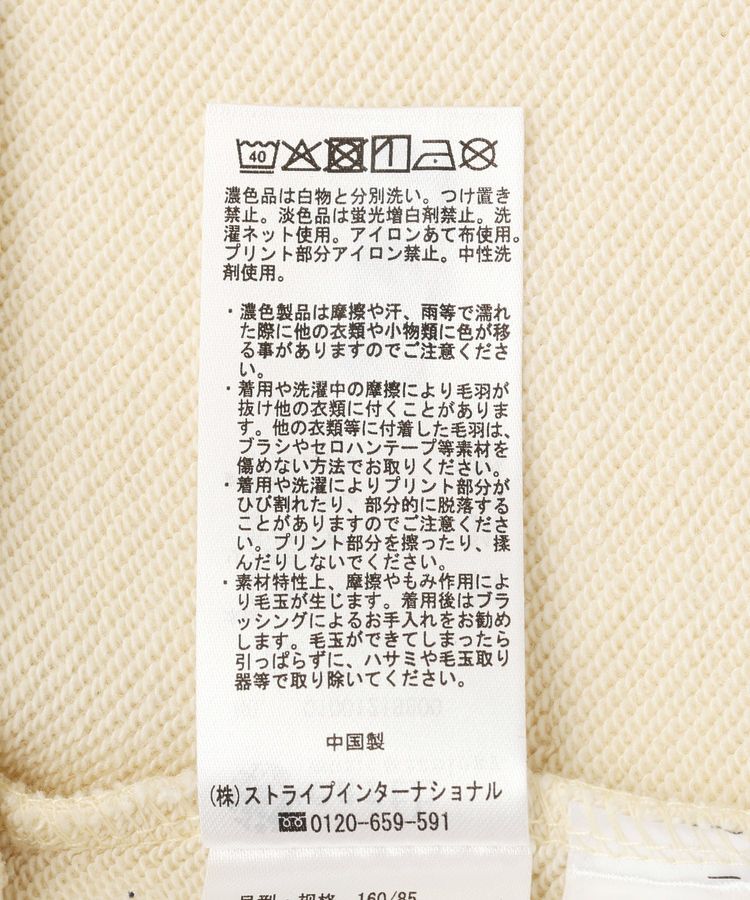 40
濃色品は白物と分別洗い。つけ置き
禁止。淡色品は蛍光増白剤禁止。洗
濯ネット使用。アイロンあて布使用。
プリント部分アイロン禁止。中性洗
剤使用。
・濃色製品は摩擦や汗、雨等で濡れ
た際に他の衣類や小物類に色が移
る事がありますのでご注意くださ
い。
・着用や洗濯中の摩擦により毛羽が
抜け他の衣類に付くことがありま
す。他の衣類等に付着した毛羽は、
ブラシやセロハンテープ等素材を
傷めない方法でお取りください。
・着用や洗濯によりプリント部分が
ひび割れたり、部分的に脱落する
ことがありますのでご注意くださ
い。プリント部分を擦ったり、揉
んだりしないでください。
・素材特性上、摩擦やもみ作用によ
り毛玉が生じます。着用後はブラ
ッシングによるお手入れをお勧め
します。毛玉ができてしまったら
引っぱらずに、ハサミや毛玉取り
器等で取り除いてください。
中国製
(株)ストライプインターナショナル
0120-659-591
号型・规格 160/85